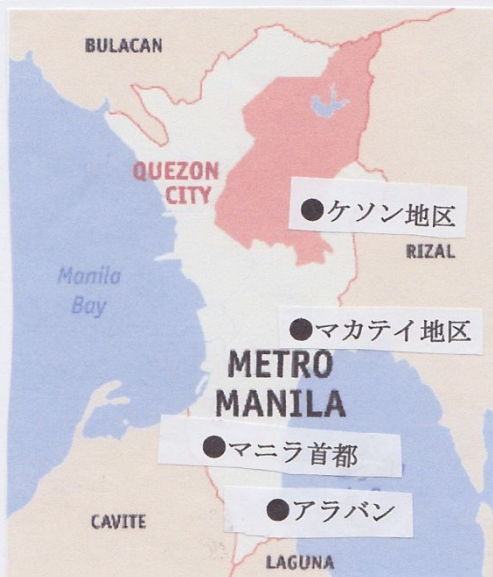 BULACAN
QUEZON
CITY
●ケソン地区
RIZAL
Manila
Bay
●マカテイ地区
METRO
MANILA
●マニラ首都
●アラバン
CAVITE
LAGUNA